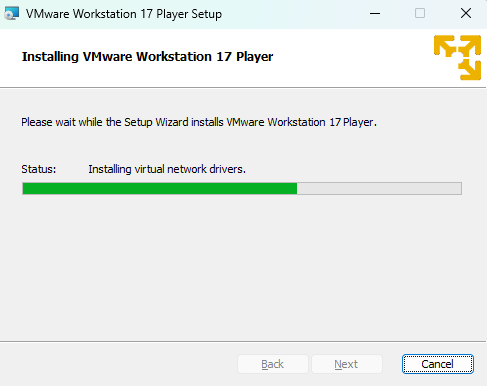 VMware Workstation 17 Player Setup
Installing VMware Workstation 17 Player
Please wait while the Setup Wizard installs VMware Workstation 17 Player.
Status: Installing virtual network drivers.
Back Next Cancel